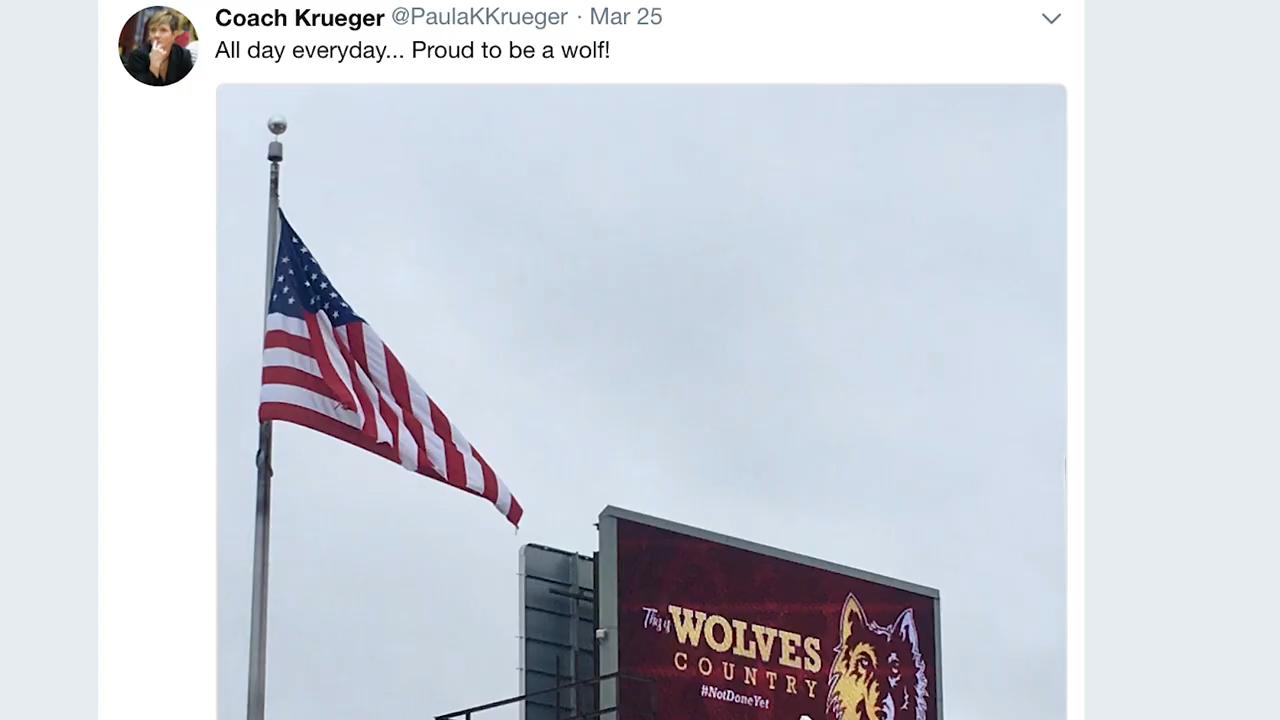 Coach Krueger @PaulaKKrueger · Mar 25
All day everyday... Proud to be a wolf!
This is WOLVES
COUNTRY
#NotDoneYet